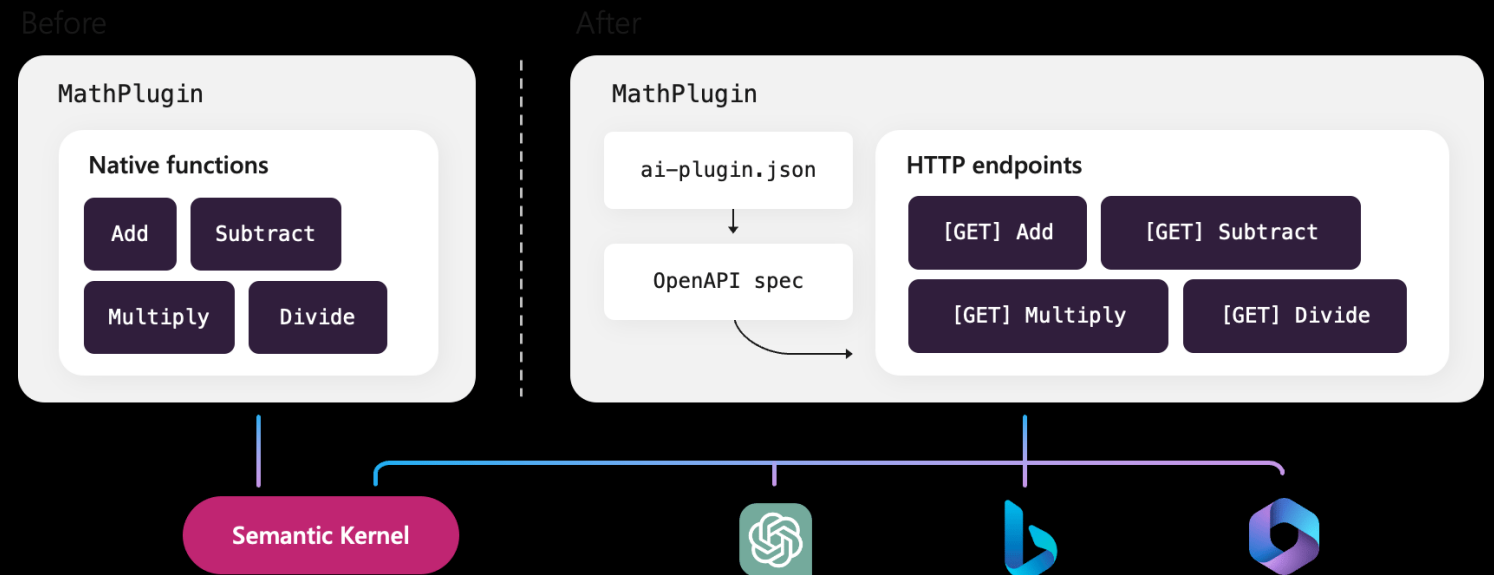 Before
After
MathPlugin
Native functions
Add
Subtract
Multiply
Divide
MathPlugin
ai-plugin.json
OpenAPI spec
HTTP endpoints
[GET] Add
[GET] Subtract
[GET] Multiply
[GET] Divide
Semantic Kernel